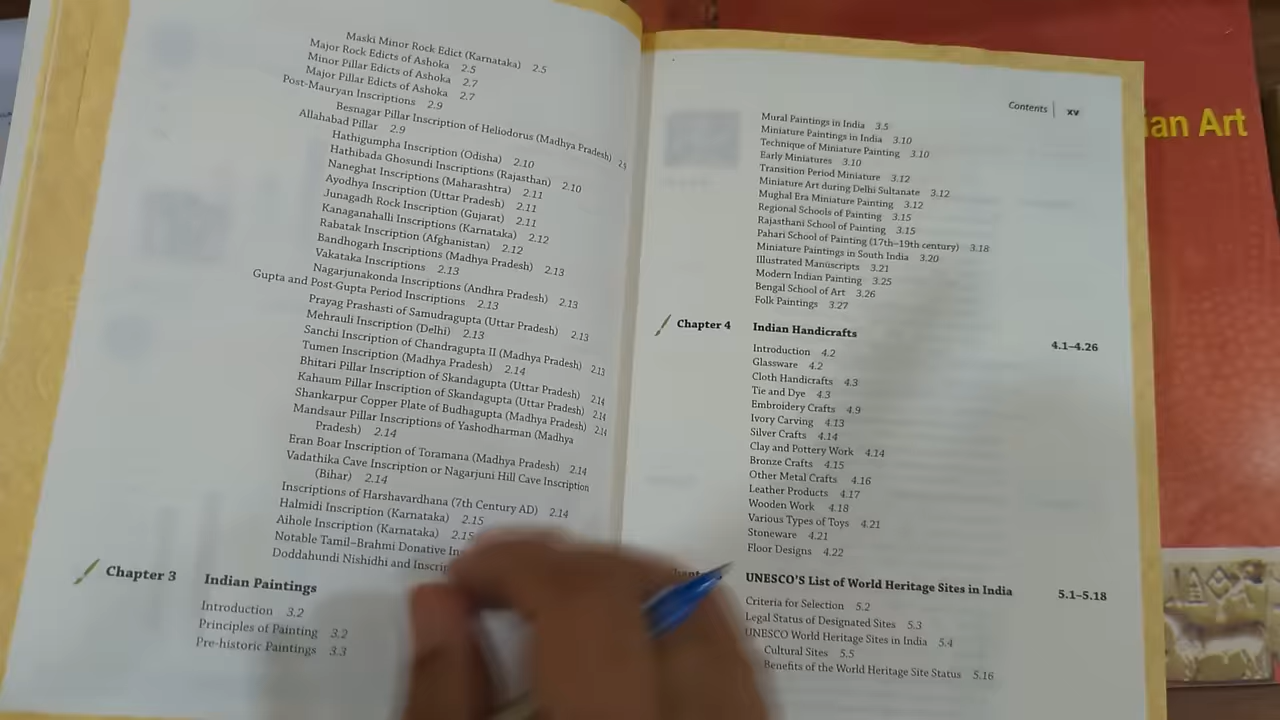 Maski Minor Rock Edict (Karnataka) 2.5
Major Rock Edicts of Ashoka 2.5
Minor Pillar Edicts of Ashoka 2.7
Major Pillar Edicts of Ashoka 2.7
Post-Mauryan Inscriptions 2.9
Besnagar Pillar Inscription of Heliodorus (Madhya Pradesh)
Allahabad Pillar 2.9
Hathigumpha Inscription (Odisha) 2.10
Hathibada Ghosundi Inscriptions (Rajasthan) 2.10
Naneghat Inscriptions (Maharashtra) 2.11
Ayodhya Inscription (Uttar Pradesh) 2.11
Junagadh Rock Inscription (Gujarat) 2.11
Kanaganahalli Inscriptions (Karnataka) 2.12
Rabatak Inscription (Afghanistan) 2.12
Bandhogarh Inscriptions (Madhya Pradesh) 2.13
Vakataka Inscriptions 2.13
Nagarjunakonda Inscriptions (Andhra Pradesh) 2.13
Gupta and Post-Gupta Period Inscriptions 2.13
Prayag Prashasti of Samudragupta (Uttar Pradesh) 2.13
Mehrauli Inscription (Delhi) 2.13
Sanchi Inscription of Chandragupta II (Madhya Pradesh) 2.13
Tumen Inscription (Madhya Pradesh) 2.14
Bhitari Pillar Inscription of Skandagupta (Uttar Pradesh) 2.14
Kahaum Pillar Inscription of Skandagupta (Uttar Pradesh) 2.14
Shankarpur Copper Plate of Budhagupta (Madhya Pradesh) 2.14
Mandsaur Pillar Inscriptions of Yashodharman (Madhya
Pradesh) 2.14
Eran Boar Inscription of Toramana (Madhya Pradesh) 2.14
Vadathika Cave Inscription or Nagarjuni Hill Cave Inscription
(Bihar) 2.14
Inscriptions of Harshavardhana (7th Century AD) 2.14
Halmidi Inscription (Karnataka) 2.15
Aihole Inscription (Karnataka) 2.15
Notable Tamil–Brahmi Donative
Doddahundi Nishidhi and
Chapter 3 Indian Paintings
Introduction 3.2
Principles of Painting 3.2
Pre-historic Paintings 3.3
Contents | xv
Mural Paintings in India 3.5
Miniature Paintings in India 3.10
Technique of Miniature Painting 3.10
Early Miniatures 3.10
Transition Period Miniature 3.12
Miniature Art during Delhi Sultanate 3.12
Mughal Era Miniature Painting 3.12
Regional Schools of Painting 3.15
Rajasthani School of Painting 3.15
Pahari School of Painting (17th–19th century) 3.18
Miniature Paintings in South India 3.20
Illustrated Manuscripts 3.21
Modern Indian Painting 3.25
Bengal School of Art 3.26
Folk Paintings 3.27
Chapter 4 Indian Handicrafts 4.1–4.26
Introduction 4.2
Glassware 4.2
Cloth Handicrafts 4.3
Tie and Dye 4.3
Embroidery Crafts 4.9
Ivory Carving 4.13
Silver Crafts 4.14
Clay and Pottery Work 4.14
Bronze Crafts 4.15
Other Metal Crafts 4.16
Leather Products 4.17
Wooden Work 4.18
Various Types of Toys 4.21
Stoneware 4.21
Floor Designs 4.22
UNESCO'S List of World Heritage Sites in India 5.1–5.18
Criteria for Selection 5.2
Legal Status of Designated Sites 5.3
UNESCO World Heritage Sites in India 5.4
Cultural Sites 5.5
Benefits of the World Heritage Site Status 5.16
ian Art